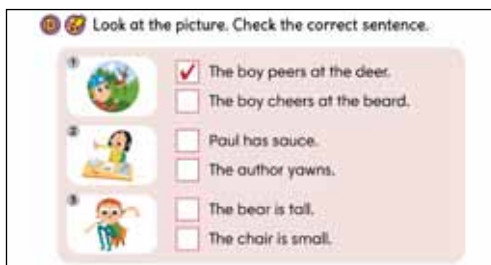 Look at the picture. Check the correct sentence.
1
The boy peers at the deer.
The boy cheers at the beard.
2
Paul has sauce.
The author yawns.
3
The bear is tall.
The chair is small.